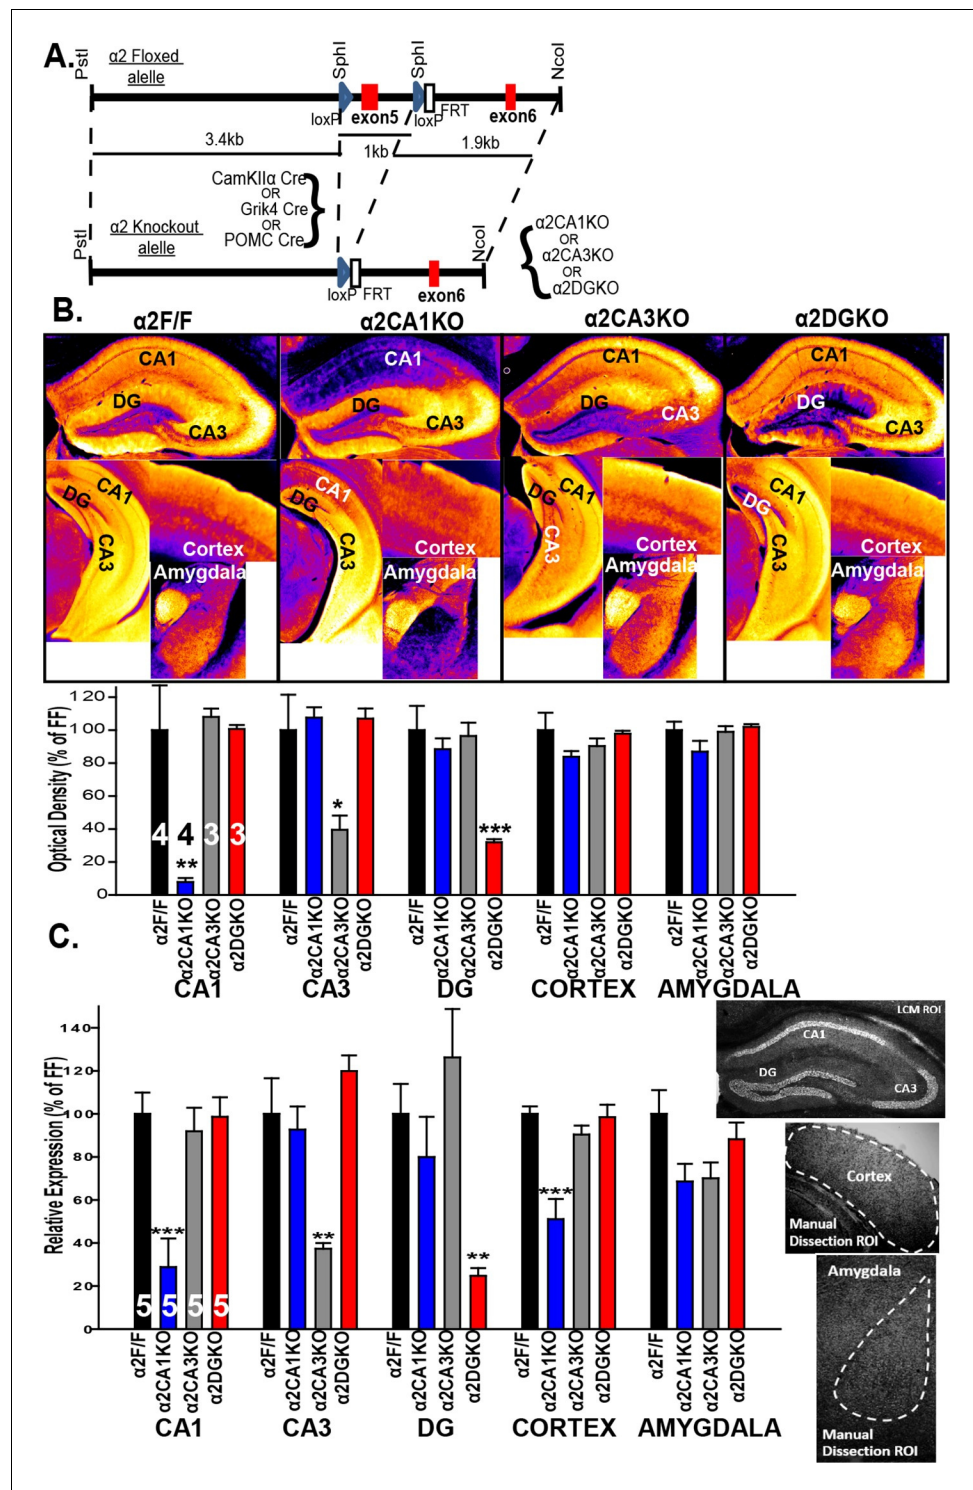 A.
PstI
α2 Floxed
alelle
SphI
SphI
NcoI
loxP
exon5
loxP
FRT
exon6
3.4kb
1kb
1.9kb
CamKIIα Cre
OR
Grik4 Cre
OR
POMC Cre
α2CA1KO
OR
α2CA3KO
OR
α2DGKO
PstI
α2 Knockout
alelle
NcoI
loxP
FRT
exon6
B.
α2F/F
α2CA1KO
α2CA3KO
α2DGKO
CA1
DG
CA3
CA1
DG
CA3
CA1
DG
CA3
CA1
DG
CA3
DG
CA1
CA3
Cortex
Amygdala
CA1
DG
CA3
Cortex
Amygdala
DG
CA1
CA3
Cortex
Amygdala
CA1
DG
CA3
Cortex
Amygdala
Optical Density (% of FF)
120
100
80
60
40
20
0
4
4
3
3
**
*
***
α2F/F
α2CA1KO
α2CA3KO
α2DGKO
α2F/F
α2CA1KO
α2CA3KO
α2DGKO
α2F/F
α2CA1KO
α2CA3KO
α2DGKO
α2F/F
α2CA1KO
α2CA3KO
α2DGKO
α2F/F
α2CA1KO
α2CA3KO
α2DGKO
CA1
CA3
DG
CORTEX
AMYGDALA
C.
Relative Expression (% of FF)
140
120
100
80
60
40
20
0
5
5
5
5
***
**
**
***
α2F/F
α2CA1KO
α2CA3KO
α2DGKO
α2F/F
α2CA1KO
α2CA3KO
α2DGKO
α2F/F
α2CA1KO
α2CA3KO
α2DGKO
α2F/F
α2CA1KO
α2CA3KO
α2DGKO
α2F/F
α2CA1KO
α2CA3KO
α2DGKO
CA1
CA3
DG
CORTEX
AMYGDALA
LCM ROI
CA1
DG
CA3
Cortex
Manual
Dissection ROI
Amygdala
Manual
Dissection ROI